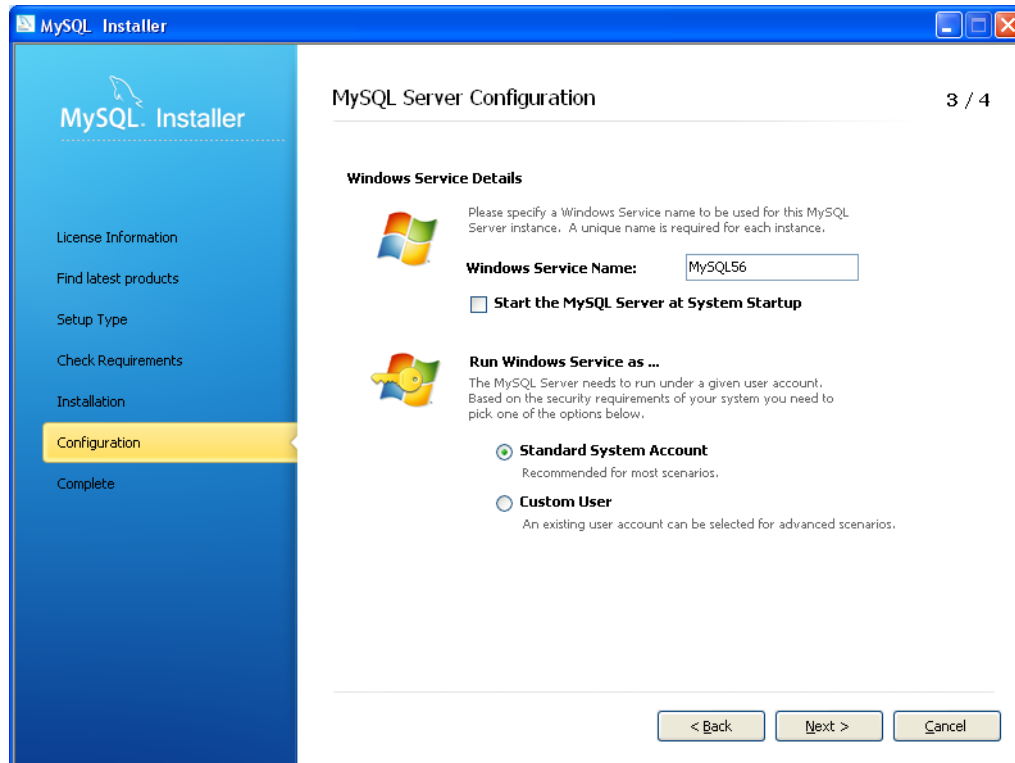 MySQL Installer
MySQL. Installer
License Information
Find latest products
Setup Type
Check Requirements
Installation
Configuration
Complete
MySQL Server Configuration
3 / 4
Windows Service Details
Please specify a Windows Service name to be used for this MySQL
Server instance. A unique name is required for each instance.
Windows Service Name:
MySQL56
Start the MySQL Server at System Startup
Run Windows Service as ...
The MySQL Server needs to run under a given user account.
Based on the security requirements of your system you need to
pick one of the options below.
Standard System Account
Recommended for most scenarios.
Custom User
An existing user account can be selected for advanced scenarios.
< Back
Next >
Cancel